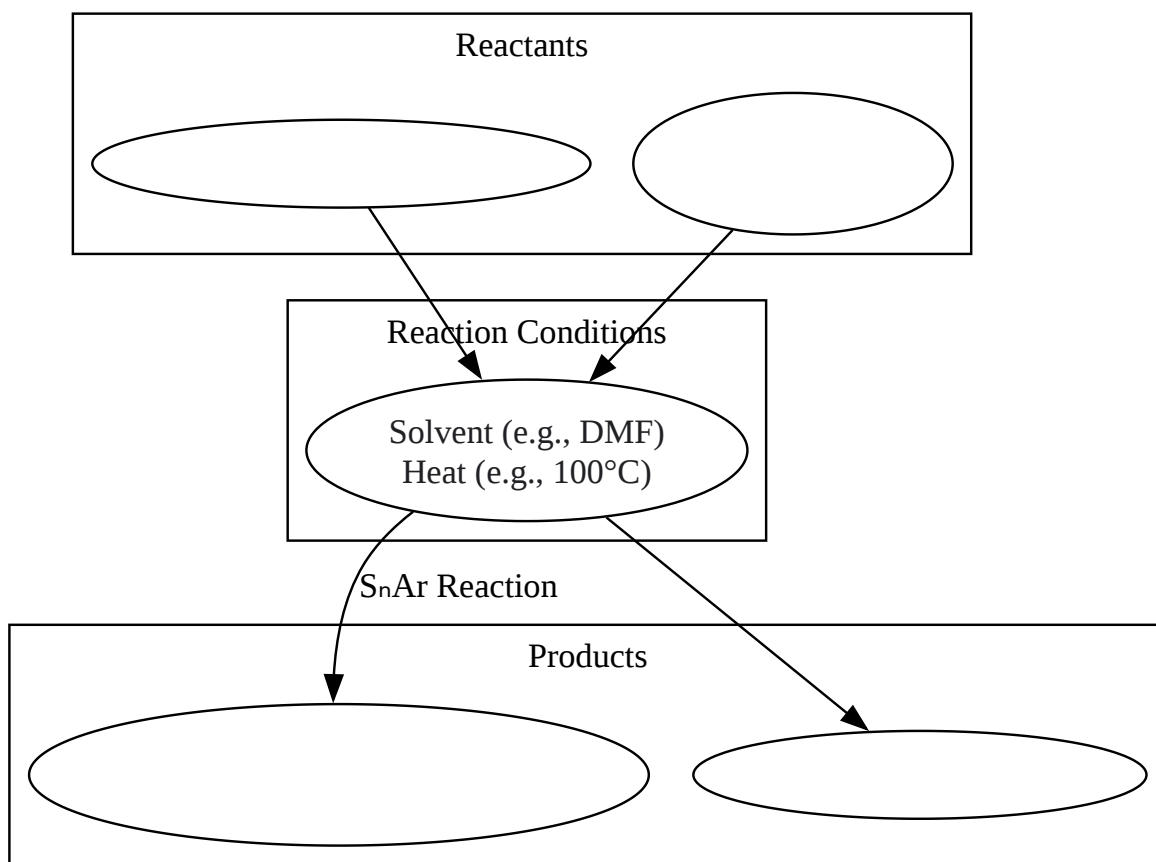 Reactants
Reaction Conditions
Solvent (e.g., DMF)
Heat (e.g., 100°C)
SₙAr Reaction
Products